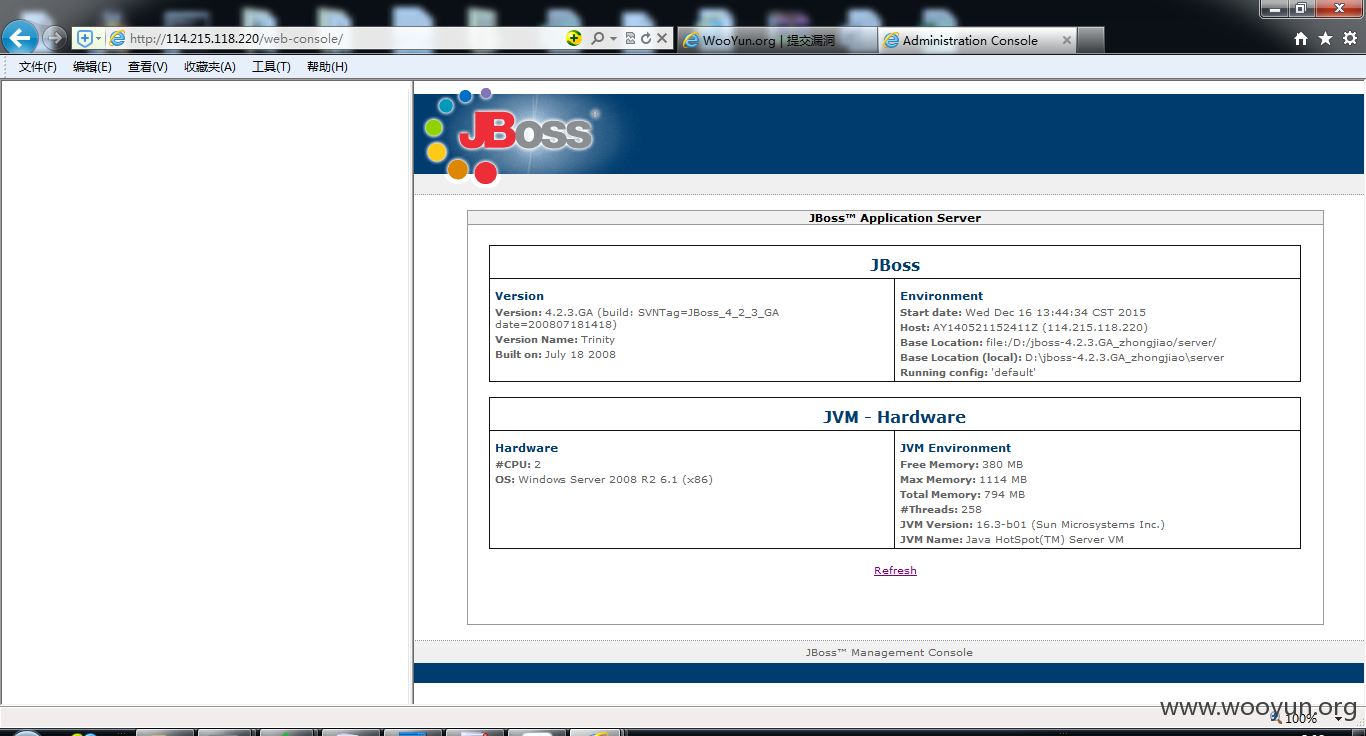 http://114.215.118.220/web-console/
WooYun.org | 提交漏洞
Administration Console
文件(F) 编辑(E) 查看(V) 收藏夹(A) 工具(T) 帮助(H)
JBoss®
JBoss™ Application Server
JBoss
Version
Version: 4.2.3.GA (build: SVNTag=JBoss_4_2_3_GA
date=200807181418)
Version Name: Trinity
Built on: July 18 2008
Environment
Start date: Wed Dec 16 13:44:34 CST 2015
Host: AY140521152411Z (114.215.118.220)
Base Location: file:/D:/jboss-4.2.3.GA_zhongjiao/server/
Base Location (local): D:\jboss-4.2.3.GA_zhongjiao\server
Running config: 'default'
JVM - Hardware
Hardware
#CPU: 2
OS: Windows Server 2008 R2 6.1 (x86)
JVM Environment
Free Memory: 380 MB
Max Memory: 1114 MB
Total Memory: 794 MB
#Threads: 258
JVM Version: 16.3-b01 (Sun Microsystems Inc.)
JVM Name: Java HotSpot(TM) Server VM
Refresh
JBoss™ Management Console
www.wooyun.org
100%